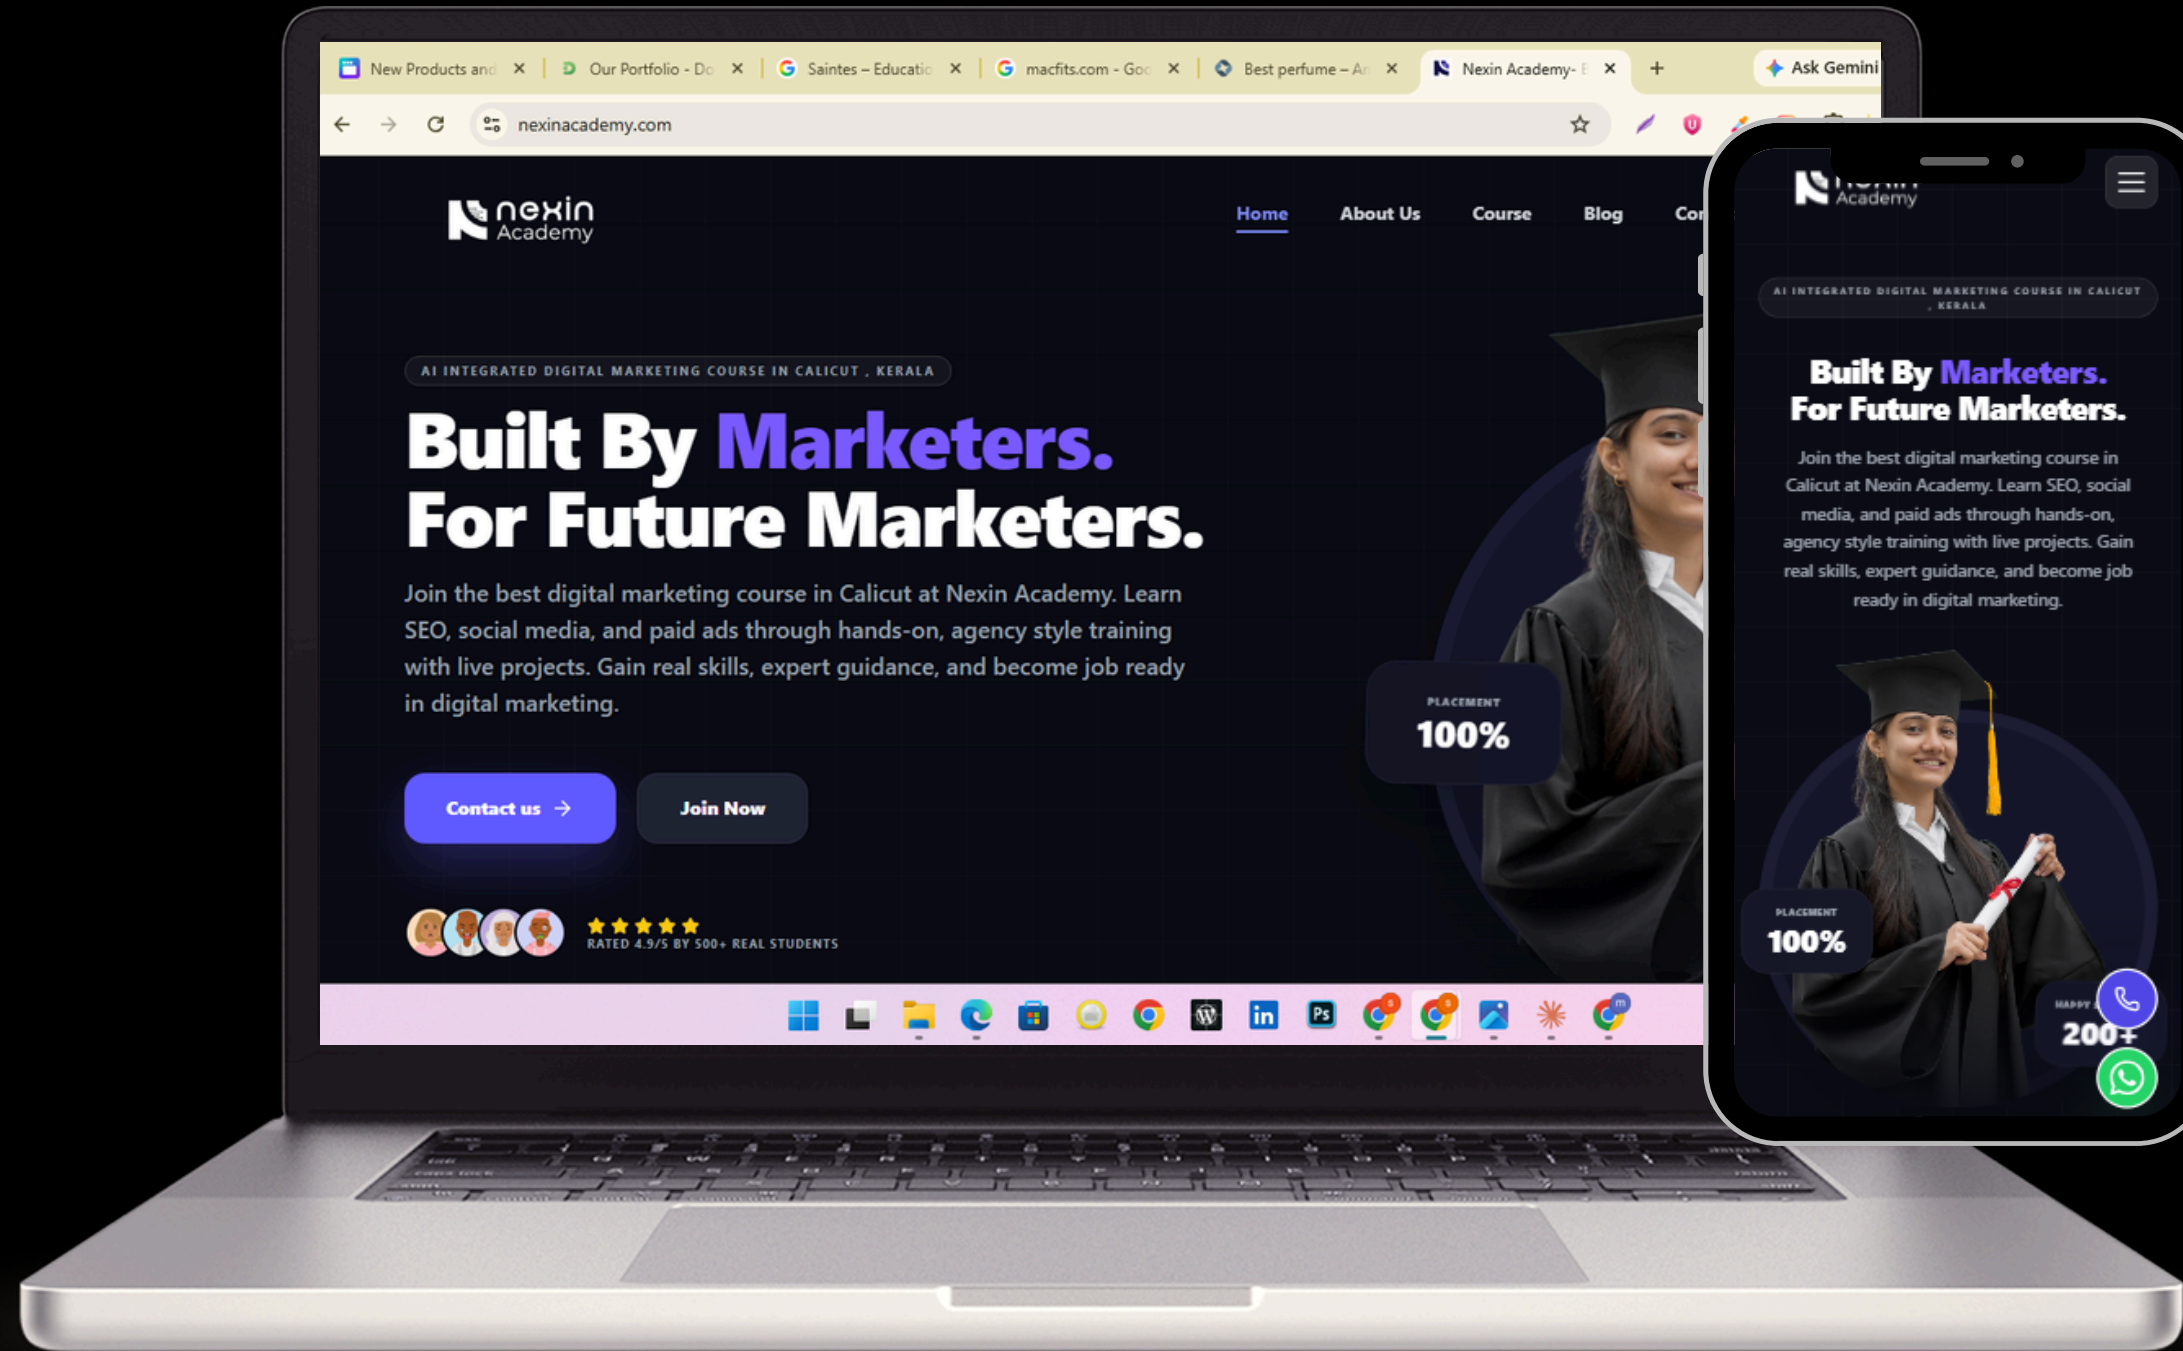 New Products and
Our Portfolio - Do
Saintes – Educatio
macfits.com - Goo
Best perfume – An
Nexin Academy-
Ask Gemini
nexinacademy.com
nexin
Academy
Home
About Us
Course
Blog
AI INTEGRATED DIGITAL MARKETING COURSE IN CALICUT , KERALA
Built By Marketers.
For Future Marketers.
Join the best digital marketing course in Calicut at Nexin Academy. Learn
SEO, social media, and paid ads through hands-on, agency style training
with live projects. Gain real skills, expert guidance, and become job ready
in digital marketing.
PLACEMENT
100%
Contact us
Join Now
RATED 4.9/5 BY 500+ REAL STUDENTS
in
Ps
nexin
Academy
AI INTEGRATED DIGITAL MARKETING COURSE IN CALICUT
, KERALA
Built By Marketers.
For Future Marketers.
Join the best digital marketing course in
Calicut at Nexin Academy. Learn SEO, social
media, and paid ads through hands-on,
agency style training with live projects. Gain
real skills, expert guidance, and become job
ready in digital marketing.
PLACEMENT
100%
HAPPY
200+